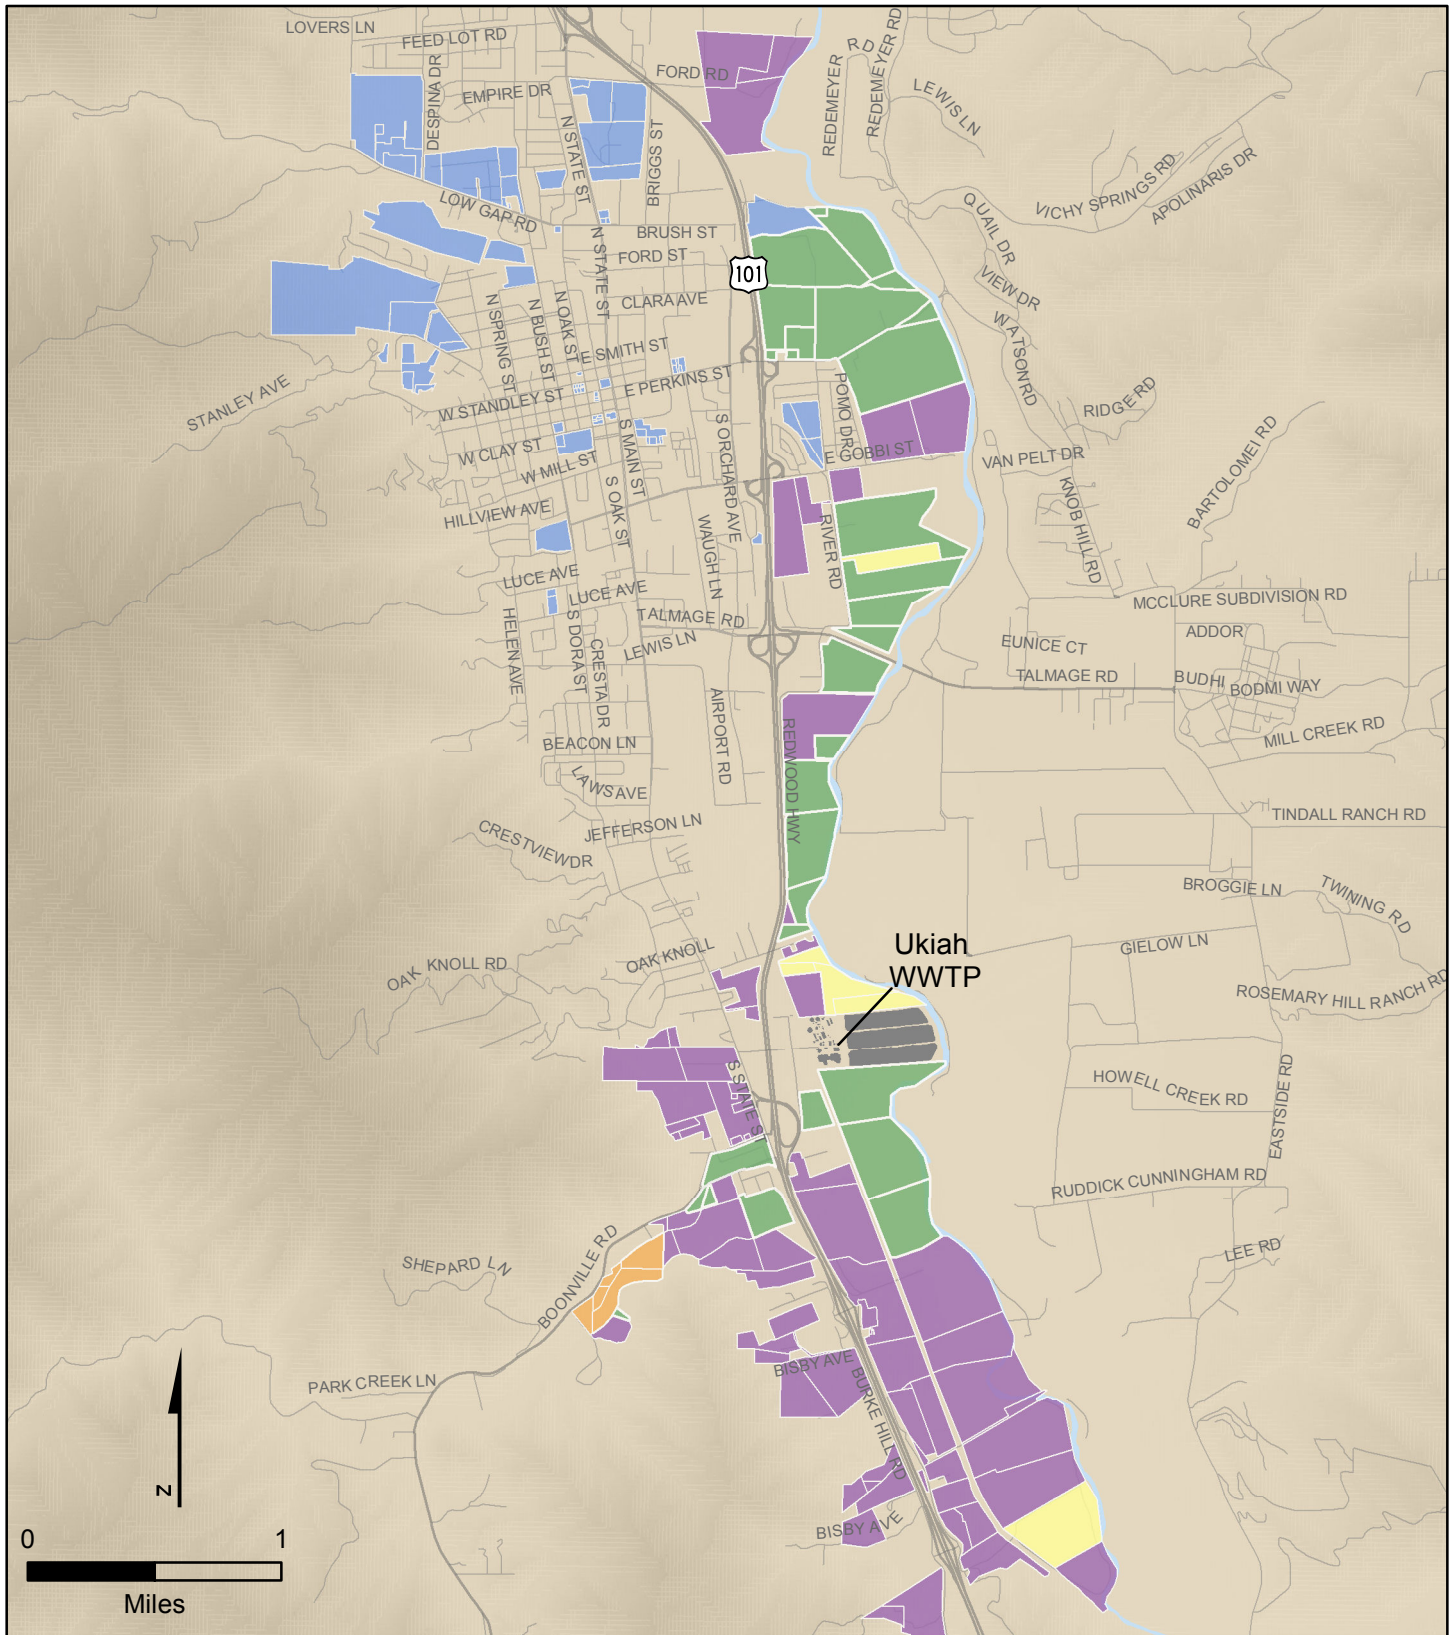 LOVERS LN
FEED LOT RD
DESPINA DR
EMPIRE DR
FORD RD
REDEMEYER RD
REDEMEYER RD
LEWIS LN
N STATE ST
BRIGGS ST
VICHY SPRINGS RD
APOLINARIS DR
LOW GAP RD
QUAIL DR
BRUSH ST
N STATE ST
FORD ST
101
VIEW DR
CLARA AVE
N SPRING ST
N BUSH ST
N OAK ST
WATSON RD
E SMITH ST
E PERKINS ST
STANLEY AVE
W STANDLEY ST
POMO DR
RIDGE RD
S MAIN ST
S ORCHARD AVE
W CLAY ST
E GOBBI ST
VAN PELT DR
BARTOLOMEI RD
W MILL ST
S OAK ST
HILLVIEW AVE
WAUGH LN
RIVER RD
KNOB HILL RD
LUCE AVE
LUCE AVE
MCCLURE SUBDIVISION RD
TALMAGE RD
HELEN AVE
S DORA ST
CRESTA DR
LEWIS LN
EUNICE CT
ADDOR
TALMAGE RD
BUDHI
BODMI WAY
AIRPORT RD
REDWOOD HWY
MILL CREEK RD
BEACON LN
LAWS AVE
JEFFERSON LN
TINDALL RANCH RD
CRESTVIEW DR
BROGGIE LN
TWINING RD
Ukiah
WWTP
GIELOW LN
OAK KNOLL
OAK KNOLL RD
ROSEMARY HILL RANCH RD
S STATE ST
HOWELL CREEK RD
EASTSIDE RD
RUDDICK CUNNINGHAM RD
BOONVILLE RD
LEE RD
SHEPARD LN
BISBY AVE
BURKE HILL RD
PARK CREEK LN
N
BISBY AVE
0 1
Miles